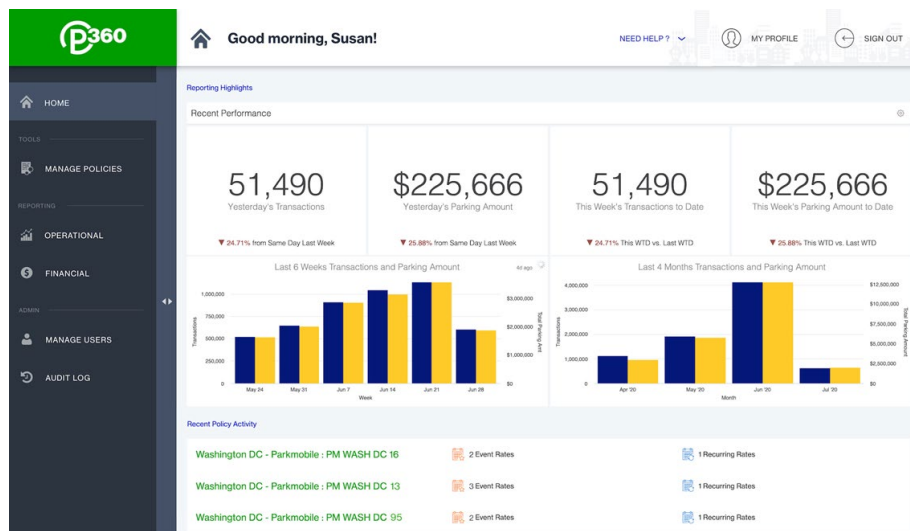 P360
Good morning, Susan!
NEED HELP ?
MY PROFILE
SIGN OUT
HOME
TOOLS
MANAGE POLICIES
REPORTING
OPERATIONAL
FINANCIAL
ADMIN
MANAGE USERS
AUDIT LOG
Reporting Highlights
Recent Performance
51,490
Yesterday's Transactions
▼ 24.71% from Same Day Last Week
$225,666
Yesterday's Parking Amount
▼ 25.88% from Same Day Last Week
51,490
This Week's Transactions to Date
▼ 24.71% This WTD vs. Last WTD
$225,666
This Week's Parking Amount to Date
▼ 25.88% This WTD vs. Last WTD
Last 6 Weeks Transactions and Parking Amount
4d ago
1,000,000
750,000
500,000
250,000
0
Transactions
$3,000,000
$2,000,000
$1,000,000
$0
Total Parking Amt
May 24
May 31
Jun 7
Jun 14
Jun 21
Jun 28
Week
Last 4 Months Transactions and Parking Amount
4,000,000
3,000,000
2,000,000
1,000,000
0
Transactions
$12,500,000
$10,000,000
$7,500,000
$5,000,000
$2,500,000
$0
Total Parking Amount
Apr '20
May '20
Jun '20
Jul '20
Month
Recent Policy Activity
Washington DC - Parkmobile : PM WASH DC 16
2 Event Rates
1 Recurring Rates
Washington DC - Parkmobile : PM WASH DC 13
3 Event Rates
1 Recurring Rates
Washington DC - Parkmobile : PM WASH DC 95
2 Event Rates
1 Recurring Rates